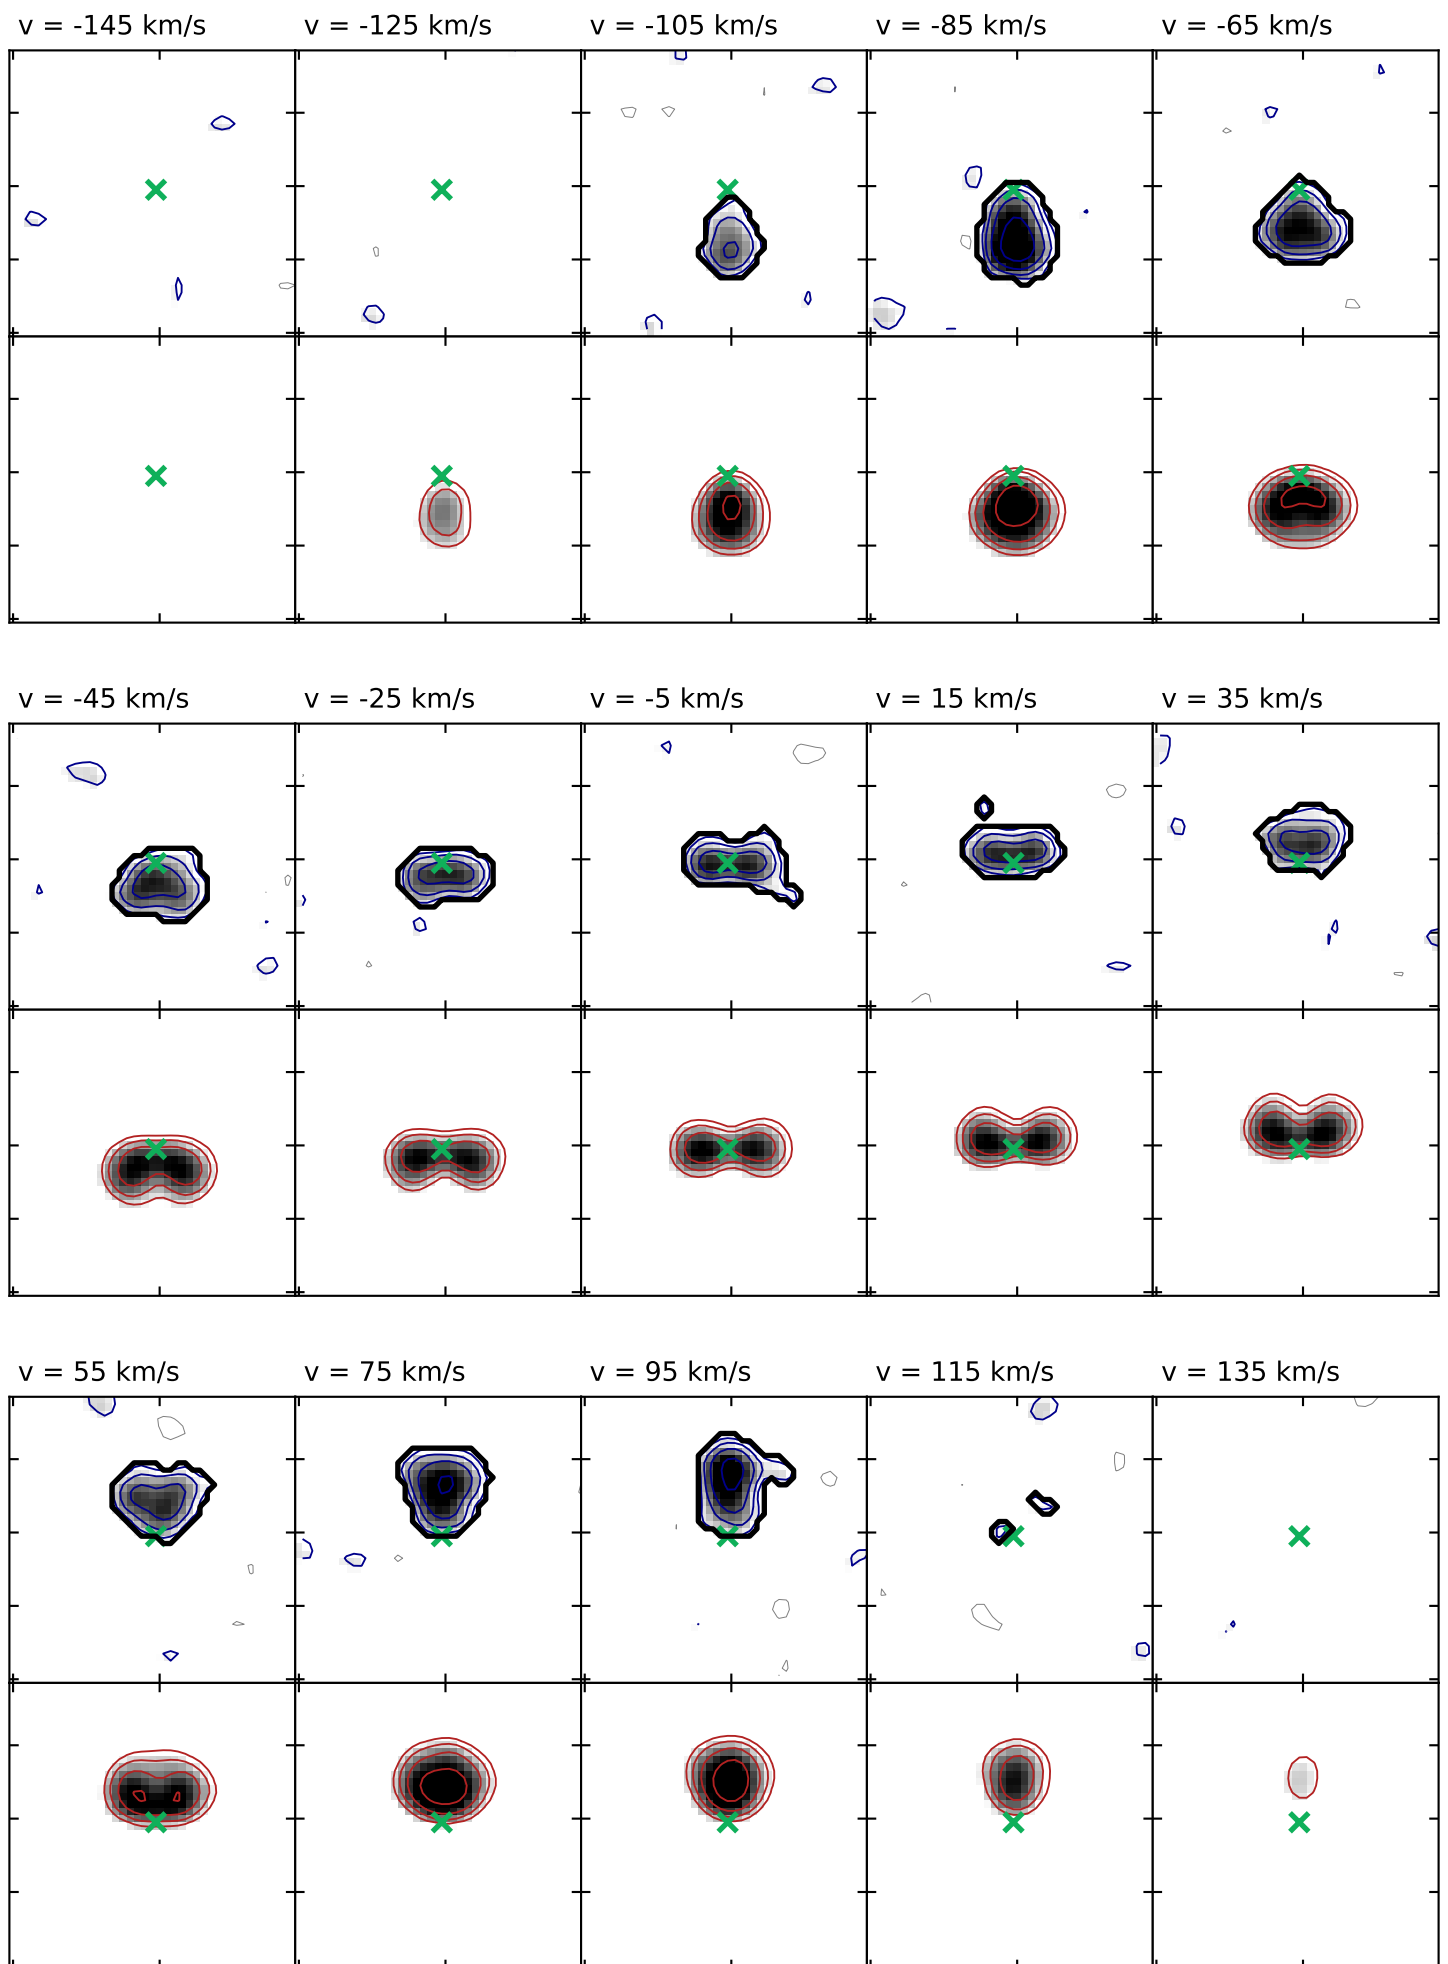 v = -145 km/s
v = -125 km/s
v = -105 km/s
v = -85 km/s
v = -65 km/s
v = -45 km/s
v = -25 km/s
v = -5 km/s
v = 15 km/s
v = 35 km/s
v = 55 km/s
v = 75 km/s
v = 95 km/s
v = 115 km/s
v = 135 km/s